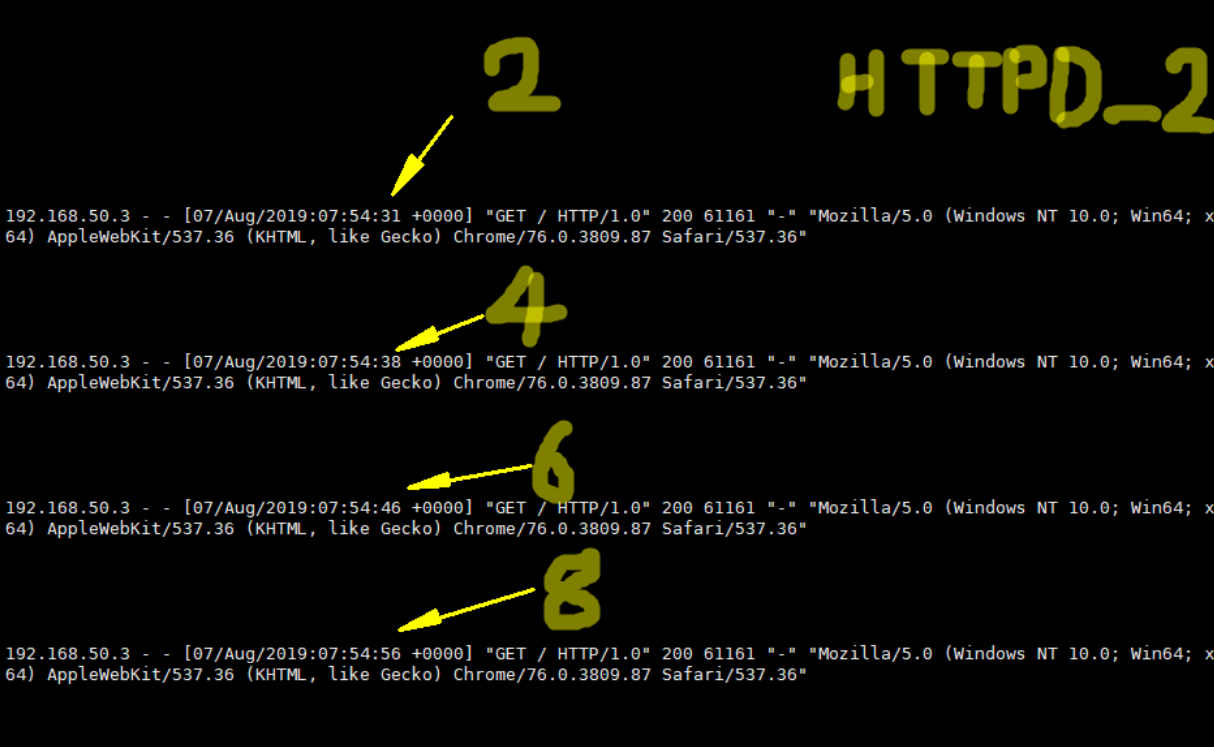 2 HTTPD_2
192.168.50.3 - - [07/Aug/2019:07:54:31 +0000] "GET / HTTP/1.0" 200 61161 "-" "Mozilla/5.0 (Windows NT 10.0; Win64; x
64) AppleWebKit/537.36 (KHTML, like Gecko) Chrome/76.0.3809.87 Safari/537.36"
4
192.168.50.3 - - [07/Aug/2019:07:54:38 +0000] "GET / HTTP/1.0" 200 61161 "-" "Mozilla/5.0 (Windows NT 10.0; Win64; x
64) AppleWebKit/537.36 (KHTML, like Gecko) Chrome/76.0.3809.87 Safari/537.36"
6
192.168.50.3 - - [07/Aug/2019:07:54:46 +0000] "GET / HTTP/1.0" 200 61161 "-" "Mozilla/5.0 (Windows NT 10.0; Win64; x
64) AppleWebKit/537.36 (KHTML, like Gecko) Chrome/76.0.3809.87 Safari/537.36"
8
192.168.50.3 - - [07/Aug/2019:07:54:56 +0000] "GET / HTTP/1.0" 200 61161 "-" "Mozilla/5.0 (Windows NT 10.0; Win64; x
64) AppleWebKit/537.36 (KHTML, like Gecko) Chrome/76.0.3809.87 Safari/537.36"